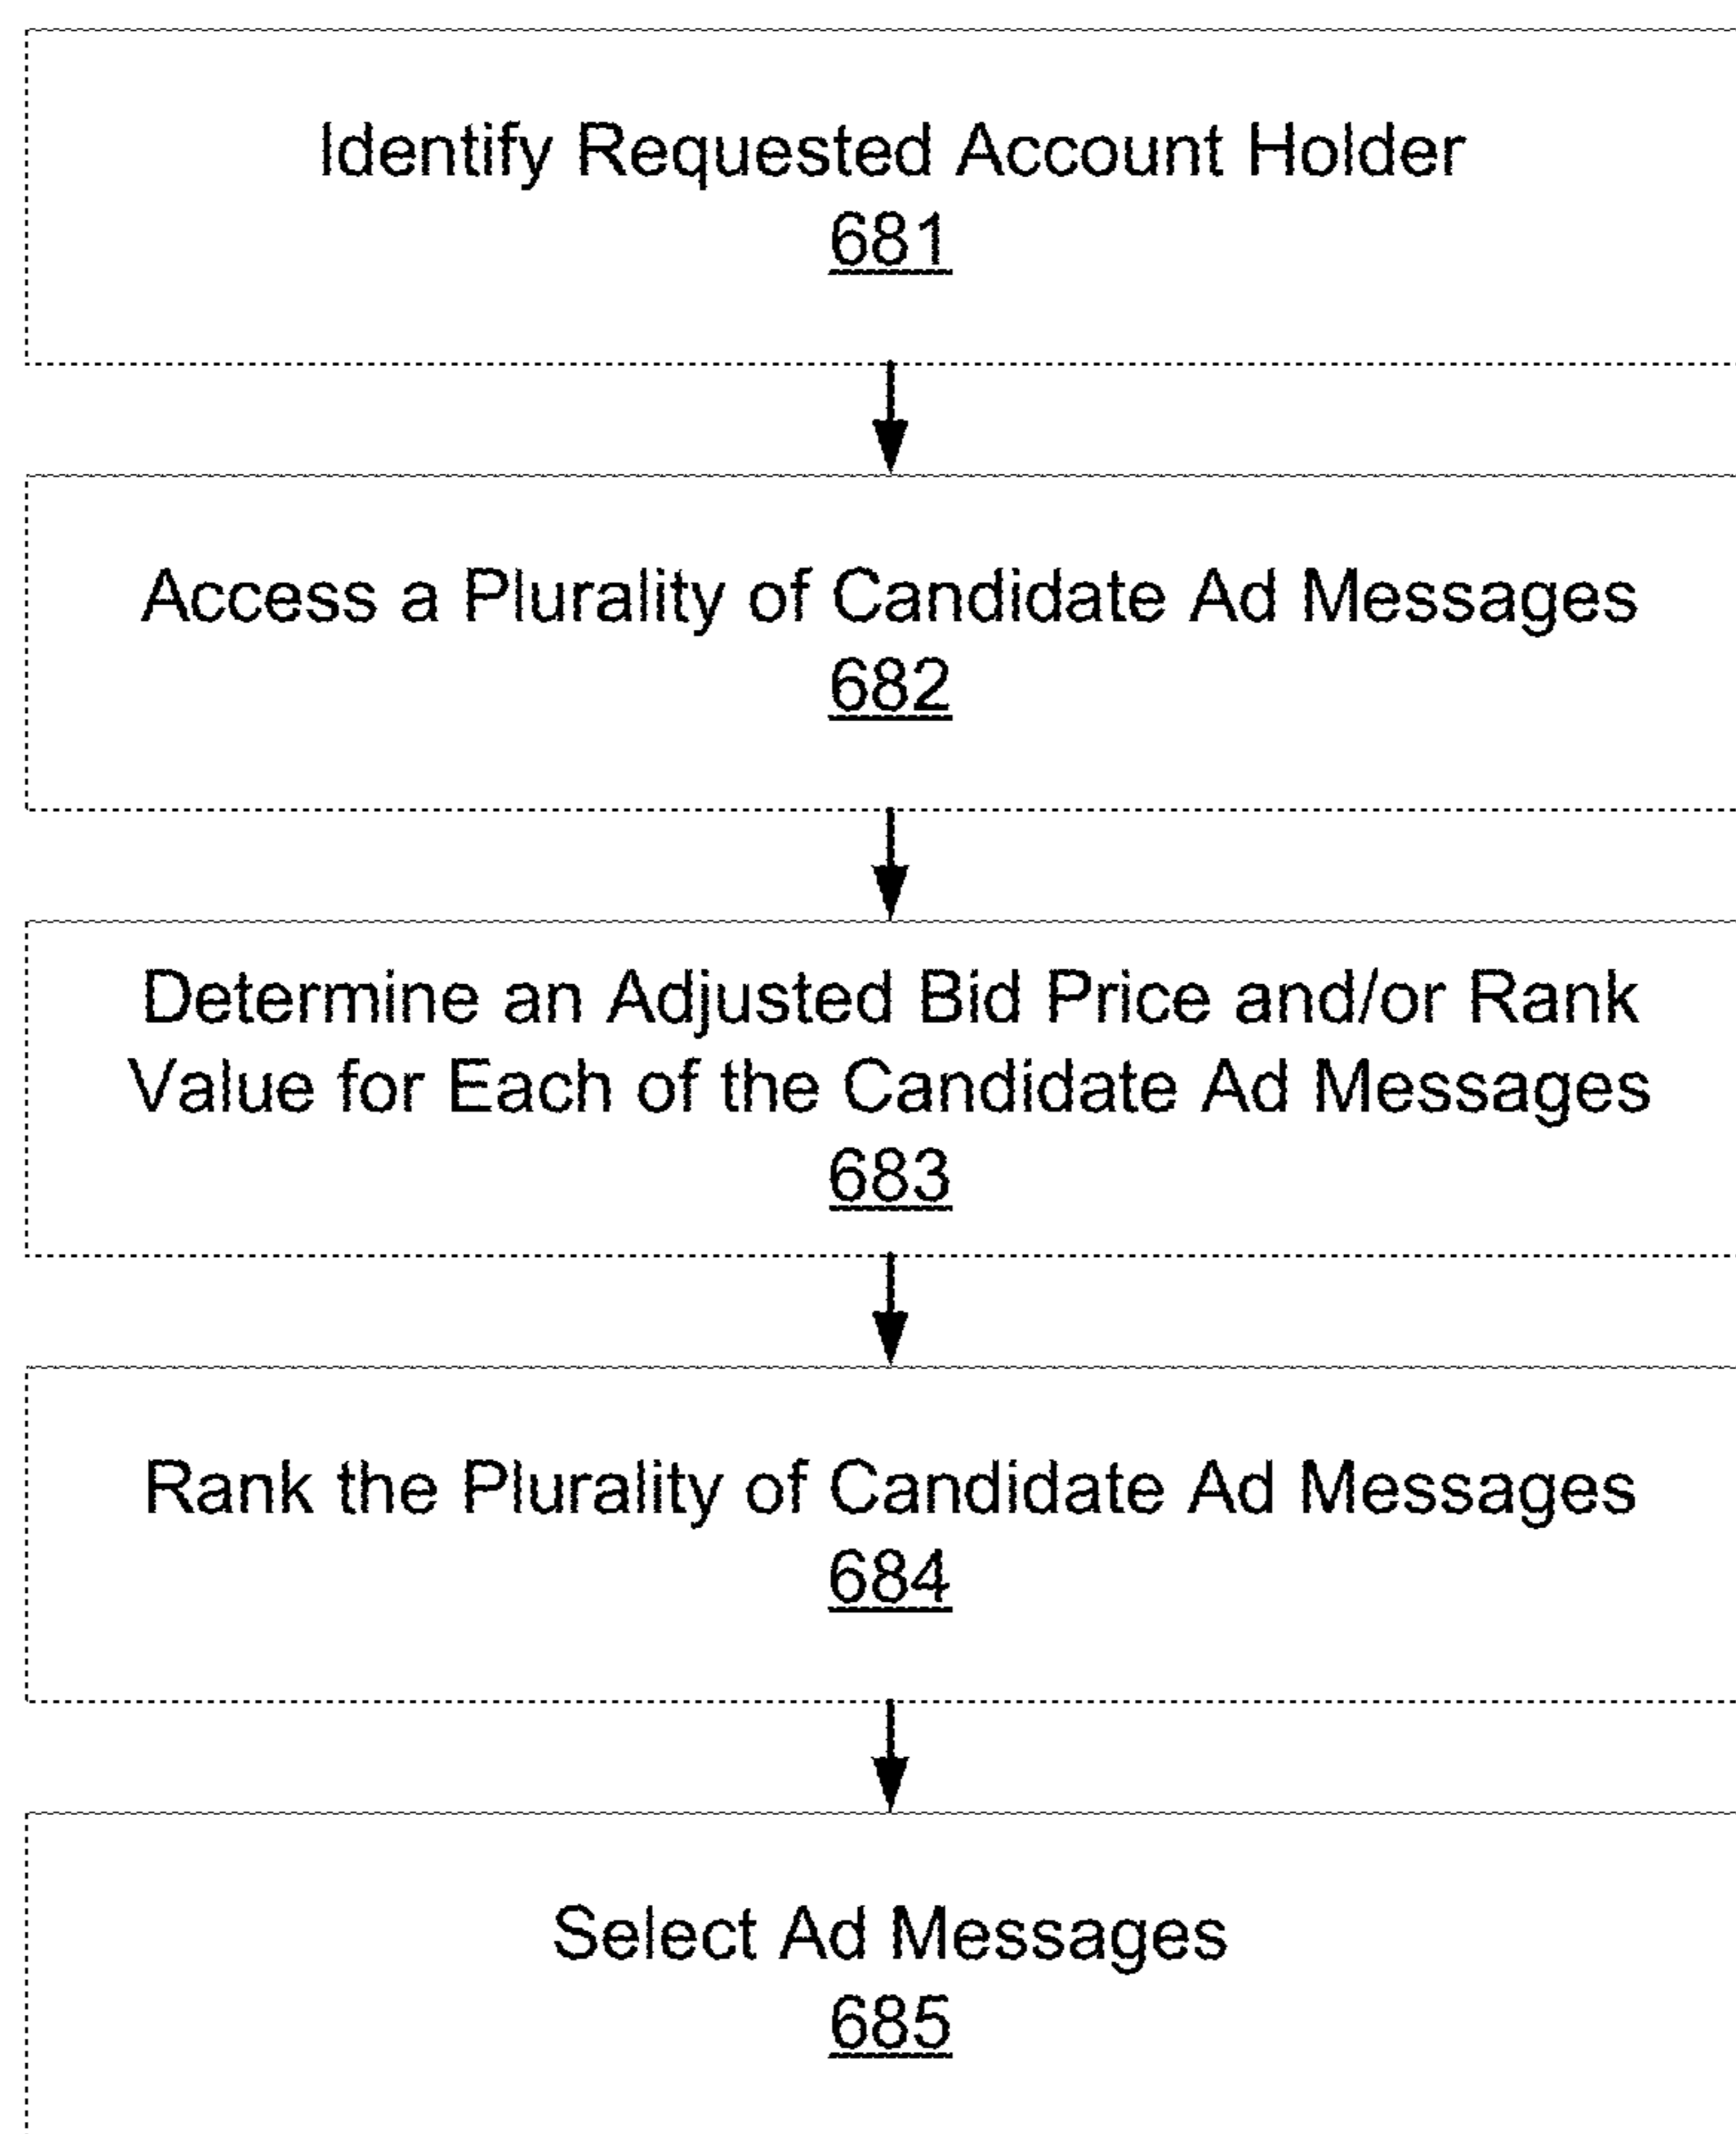 Identify Requested Account Holder
681
Access a Plurality of Candidate Ad Messages
682
Determine an Adjusted Bid Price and/or Rank
Value for Each of the Candidate Ad Messages
683
Rank the Plurality of Candidate Ad Messages
684
Select Ad Messages
685